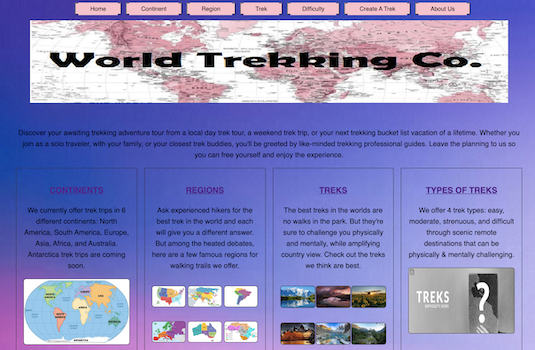 Home Continent Region Trek Difficulty Create A Trek About Us
World Trekking Co.
Discover your awaiting trekking adventure tour from a local day trek tour, a weekend trek trip, or your next trekking bucket list vacation of a lifetime. Whether you
join as a solo traveler, with your family, or your closest trek buddies, you'll be greeted by like-minded trekking professional guides. Leave the planning to us so
you can free yourself and enjoy the experience.
CONTINENTS
We currently offer trek trips in 6
different continents: North
America, South America, Europe,
Asia, Africa, and Australia.
Antarctica trek trips are coming
soon.
REGIONS
Ask experienced hikers for the
best trek in the world and each
will give you a different answer.
But among the heated debates,
here are a few famous regions for
walking trails we offer.
TREKS
The best treks in the worlds are
no walks in the park. But they're
sure to challenge you physically
and mentally, while amplifying
country view. Check out the treks
we think are best.
TYPES OF TREKS
We offer 4 trek types: easy,
moderate, strenuous, and difficult
through scenic remote
destinations that can be
physically & mentally challenging.
TREKS
?